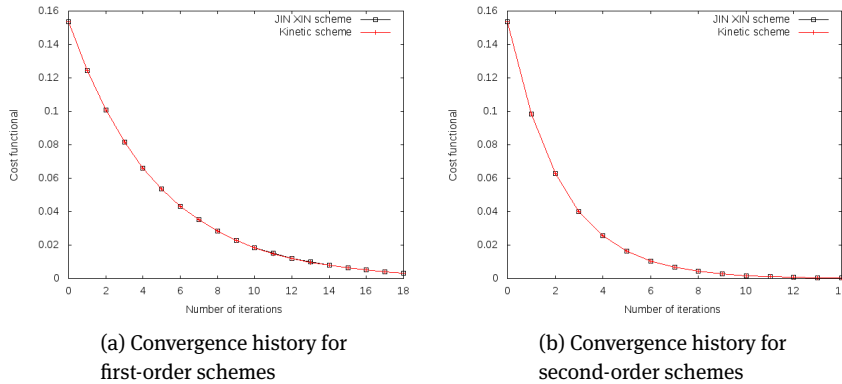 0.16
0.14
0.12
0.1
0.08
0.06
0.04
0.02
0
Cost functional
JIN XIN scheme
Kinetic scheme
0 2 4 6 8 10 12 14 16 18
Number of iterations
(a) Convergence history for
first-order schemes
0.16
0.14
0.12
0.1
0.08
0.06
0.04
0.02
0
Cost functional
JIN XIN scheme
Kinetic scheme
0 2 4 6 8 10 12 14
Number of iterations
(b) Convergence history for
second-order schemes